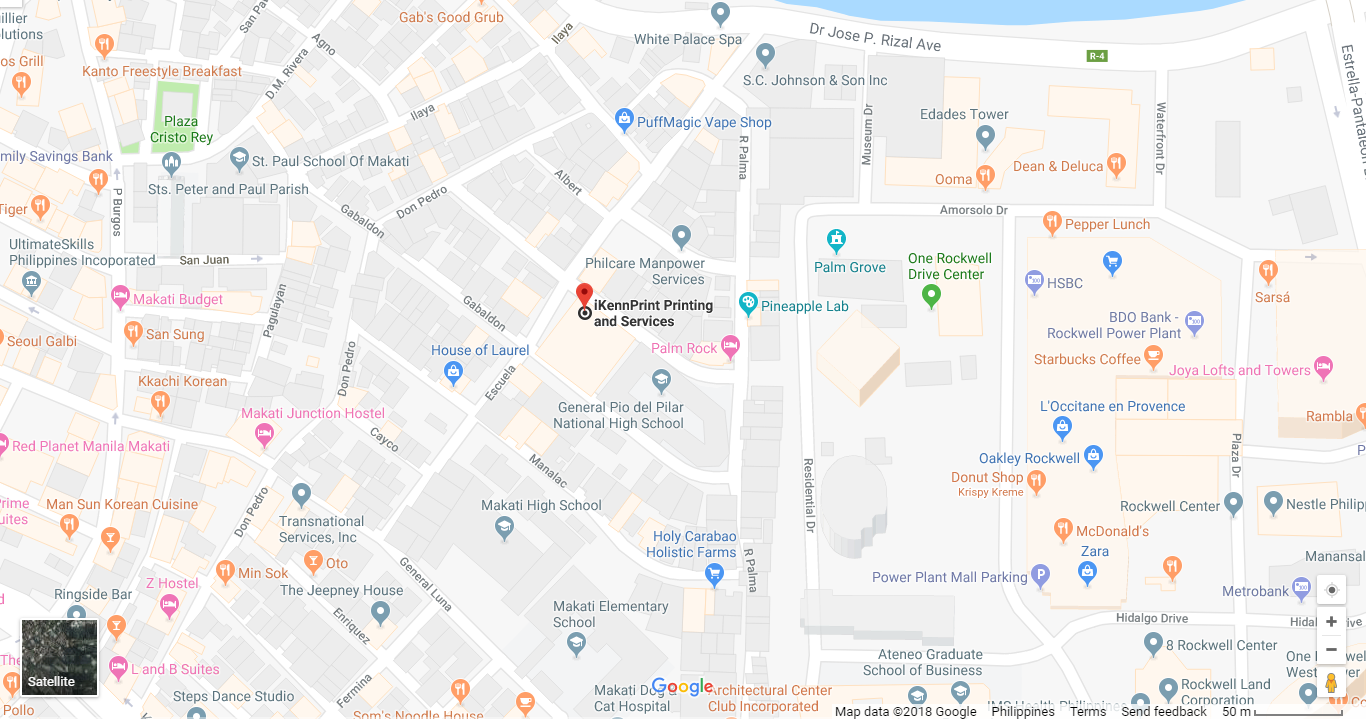 illier
olutions
Gab's Good Grub
San Pa
Agno
Ilaya
White Palace Spa
Dr Jose P. Rizal Ave
R-4
os Grill
Kanto Freestyle Breakfast
D.M. Rivera
S.C. Johnson & Son Inc
Estrella-Pantaleon
Plaza
Cristo Rey
Ilaya
PuffMagic Vape Shop
Edades Tower
Museum Dr
Waterfront Dr
mily Savings Bank
St. Paul School Of Makati
R Palma
Dean & Deluca
Ooma
Sts. Peter and Paul Parish
Albert
Tiger
P Burgos
Don Pedro
Gabaldon
Amorsolo Dr
Pepper Lunch
UltimateSkills
Philippines Incoporated
San Juan
Philcare Manpower
Services
Palm Grove
One Rockwell
Drive Center
HSBC
Makati Budget
Pagulayan
Gabaldon
iKennPrint Printing
and Services
Pineapple Lab
Sarsá
BDO Bank -
Rockwell Power Plant
Seoul Galbi
San Sung
House of Laurel
Palm Rock
Starbucks Coffee
Joya Lofts and Towers
Don Pedro
Escuela
Kkachi Korean
General Pio del Pilar
National High School
L'Occitane en Provence
Rambla
Makati Junction Hostel
Red Planet Manila Makati
Cayco
Manalac
Residential Dr
Oakley Rockwell
Plaza Dr
Donut Shop
Krispy Kreme
Prime
uites
Man Sun Korean Cuisine
Don Pedro
Makati High School
Rockwell Center
Nestle Philipp
Transnational
Services, Inc
McDonald's
Holy Carabao
Holistic Farms
R Palma
Zara
Manansal
Oto
Min Sok
Z Hostel
General Luna
Power Plant Mall Parking
Metrobank
Ringside Bar
The Jeepney House
Makati Elementary
School
Enriquez
Hidalgo Drive
Hidalgo Drive
8 Rockwell Center
The
L and B Suites
Ateneo Graduate
School of Business
One
West
Satellite
Fermina
Steps Dance Studio
Makati Dog &
Cat Hospital
Google
Architectural Center
Club Incorporated
Rockwell Land
Corporation
Pollo
Som's Noodle House
Map data ©2018 Google
Philippines
Terms
Send feedback
50 m